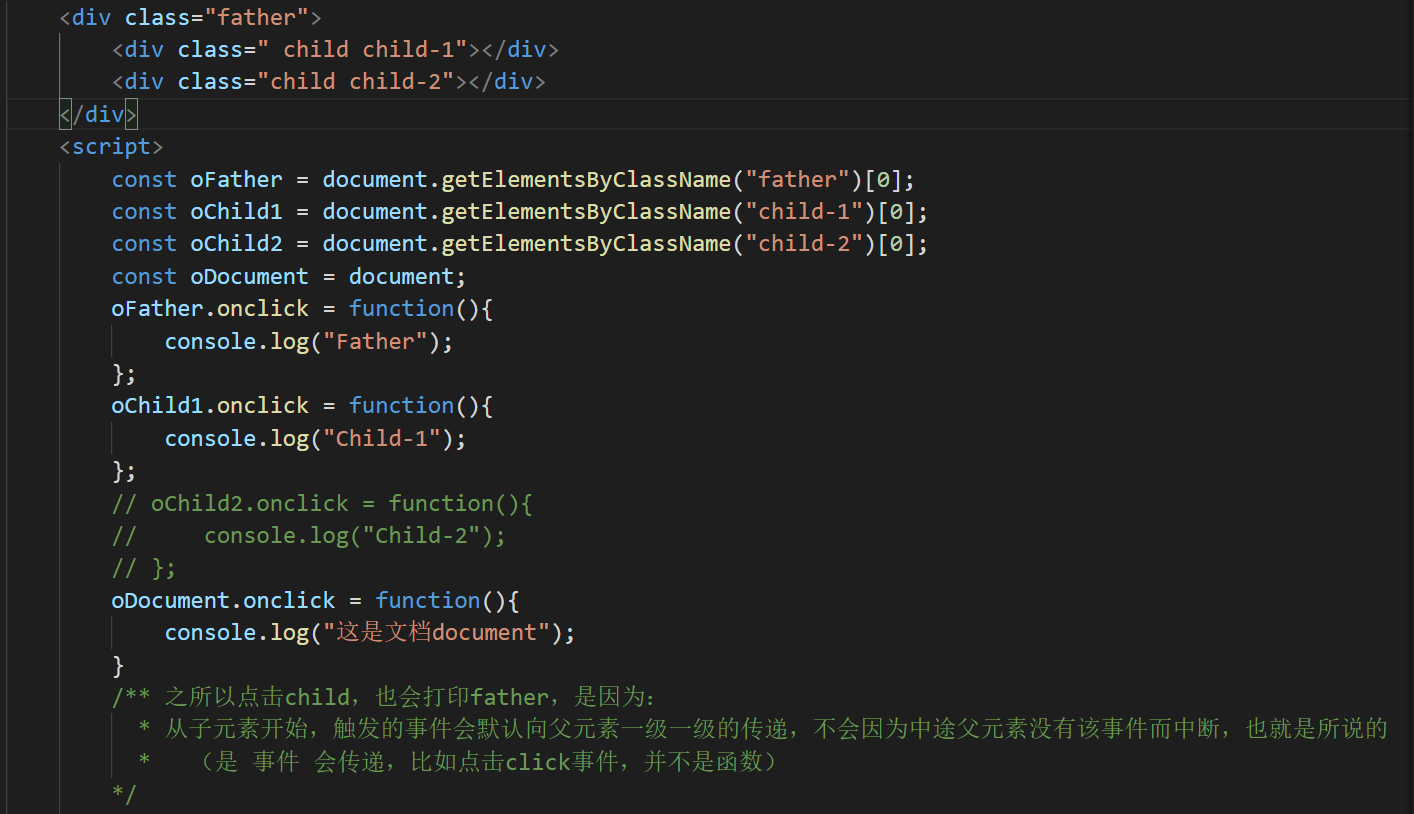 <div class="father">
<div class=" child child-1"></div>
<div class="child child-2"></div>
</div>
<script>
const oFather = document.getElementsByClassName("father")[0];
const oChild1 = document.getElementsByClassName("child-1")[0];
const oChild2 = document.getElementsByClassName("child-2")[0];
const oDocument = document;
oFather.onclick = function(){
console.log("Father");
};
oChild1.onclick = function(){
console.log("Child-1");
};
// oChild2.onclick = function(){
//     console.log("Child-2");
// };
oDocument.onclick = function(){
console.log("这是文档document");
}
/** 之所以点击child，也会打印father，是因为：
* 从子元素开始，触发的事件会默认向父元素一级一级的传递，不会因为中途父元素没有该事件而中断，也就是所说的
*   （是 事件 会传递，比如点击click事件，并不是函数）
*/